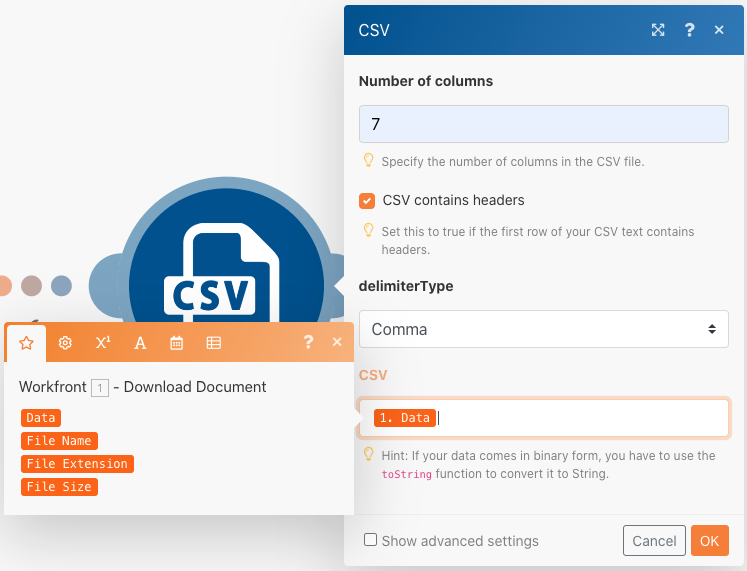 CSV
?
×
Number of columns
7
Specify the number of columns in the CSV file.
CSV contains headers
Set this to true if the first row of your CSV text contains
headers.
delimiterType
Comma
CSV
1. Data
Hint: If your data comes in binary form, you have to use the
toString function to convert it to String.
Show advanced settings
Cancel
OK
CSV
X¹
A
?
×
Workfront 1 - Download Document
Data
File Name
File Extension
File Size